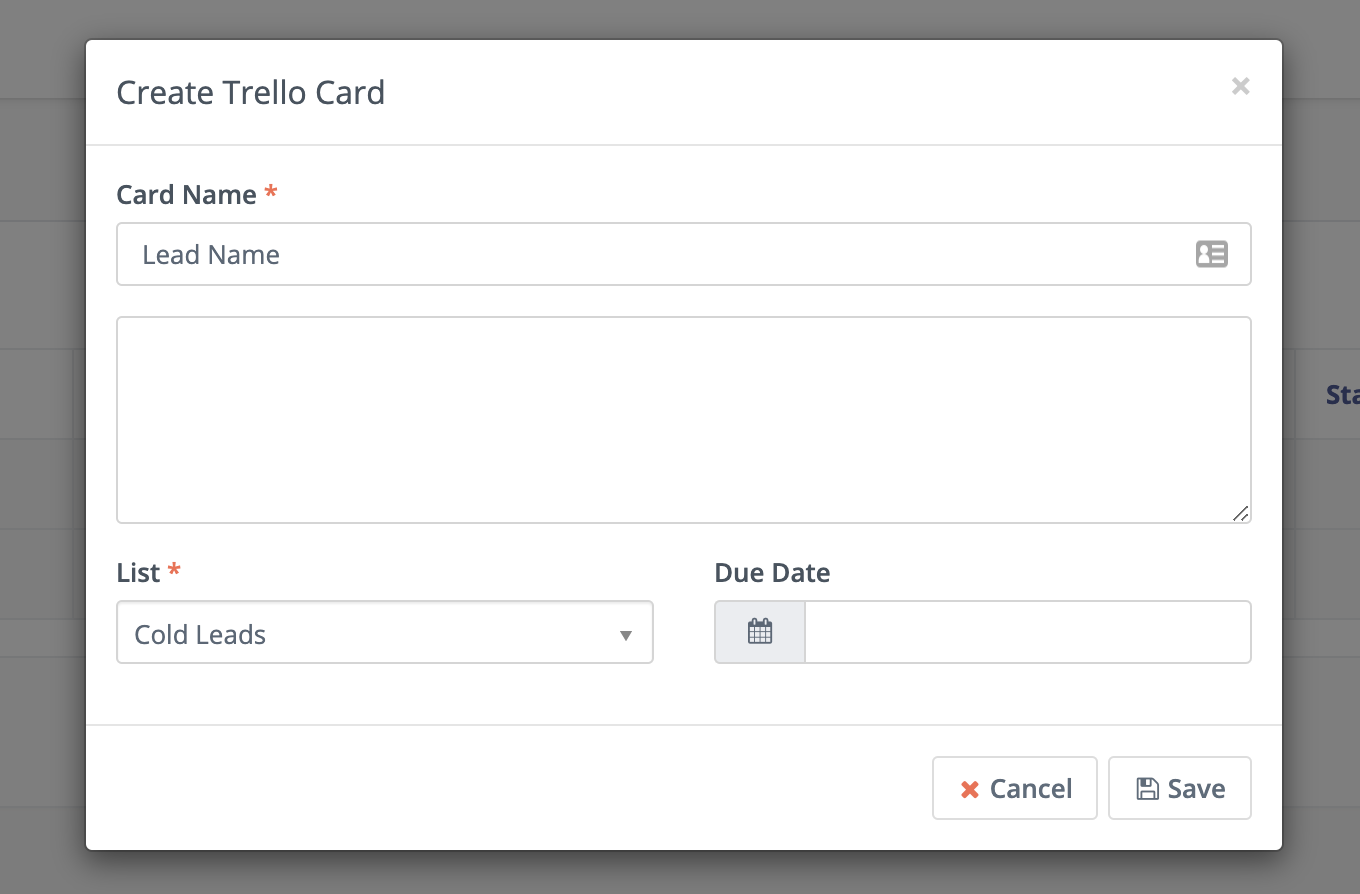 Create Trello Card
×
Card Name *
Lead Name
List *
Due Date
Cold Leads
Cancel
Save
Sta